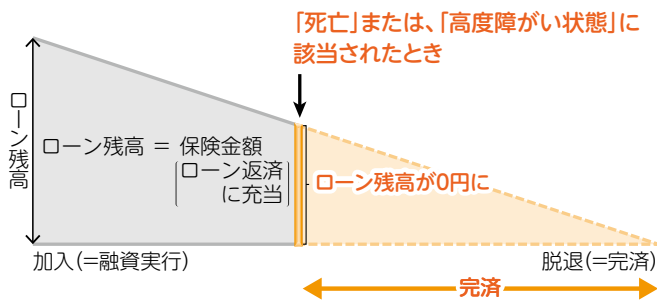 「死亡」または、「高度障がい状態」に
該当されたとき
ローン残高
ローン残高 ＝ 保険金額
ローン返済
に充当
ローン残高が0円に
加入(=融資実行)
脱退(=完済)
完済